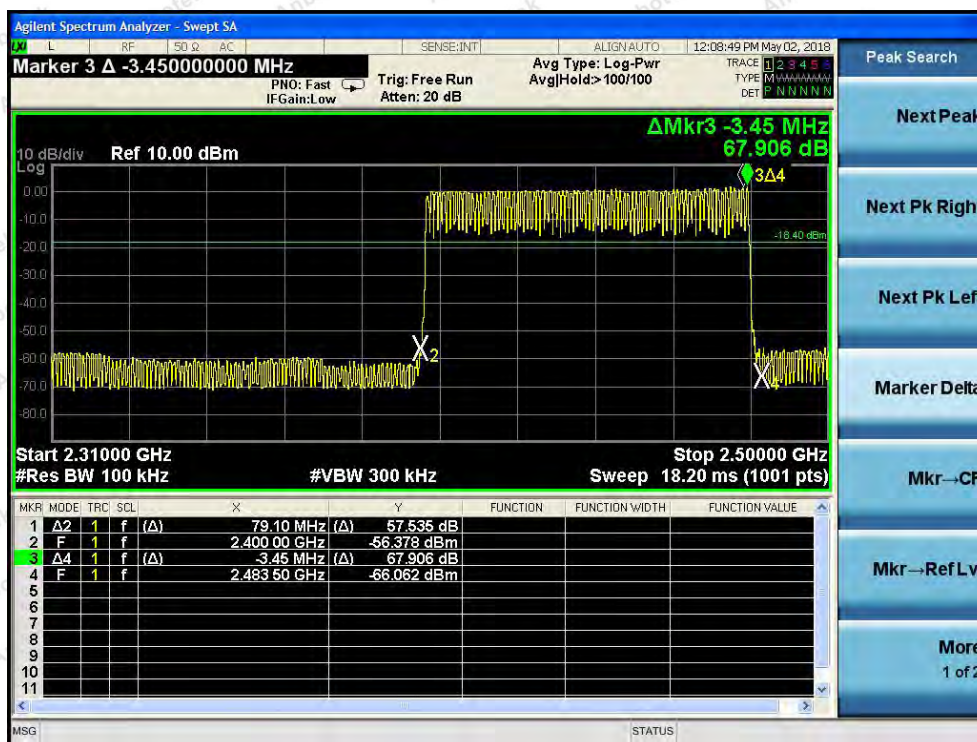 Agilent Spectrum Analyzer - Swept SA
LXI L RF 50 Ω AC SENSE:INT ALIGN AUTO 12:08:49 PM May 02, 2018
Marker 3 Δ -3.450000000 MHz
PNO: Fast
IFGain:Low
Trig: Free Run
Atten: 20 dB
Avg Type: Log-Pwr
Avg|Hold:>100/100
TRACE 1 2 3 4 5 6
TYPE M
DET P N N N N N
ΔMkr3 -3.45 MHz
67.906 dB
10 dB/div Ref 10.00 dBm
Log
3Δ4
0.00
-10.0
-18.40 dBm
-20.0
-30.0
-40.0
-50.0
2
-60.0
-70.0
4
-80.0
Start 2.31000 GHz Stop 2.50000 GHz
#Res BW 100 kHz #VBW 300 kHz Sweep 18.20 ms (1001 pts)
MKR MODE TRC SCL X Y FUNCTION FUNCTION WIDTH FUNCTION VALUE
1 Δ2 1 f (Δ) 79.10 MHz (Δ) 57.535 dB
2 F 1 f 2.400 00 GHz -56.378 dBm
3 Δ4 1 f (Δ) -3.45 MHz (Δ) 67.906 dB
4 F 1 f 2.483 50 GHz -66.062 dBm
5
6
7
8
9
10
11
MSG STATUS
Peak Search
Next Peak
Next Pk Righ
Next Pk Lef
Marker Delta
Mkr→CF
Mkr→Ref Lv
More
1 of 2